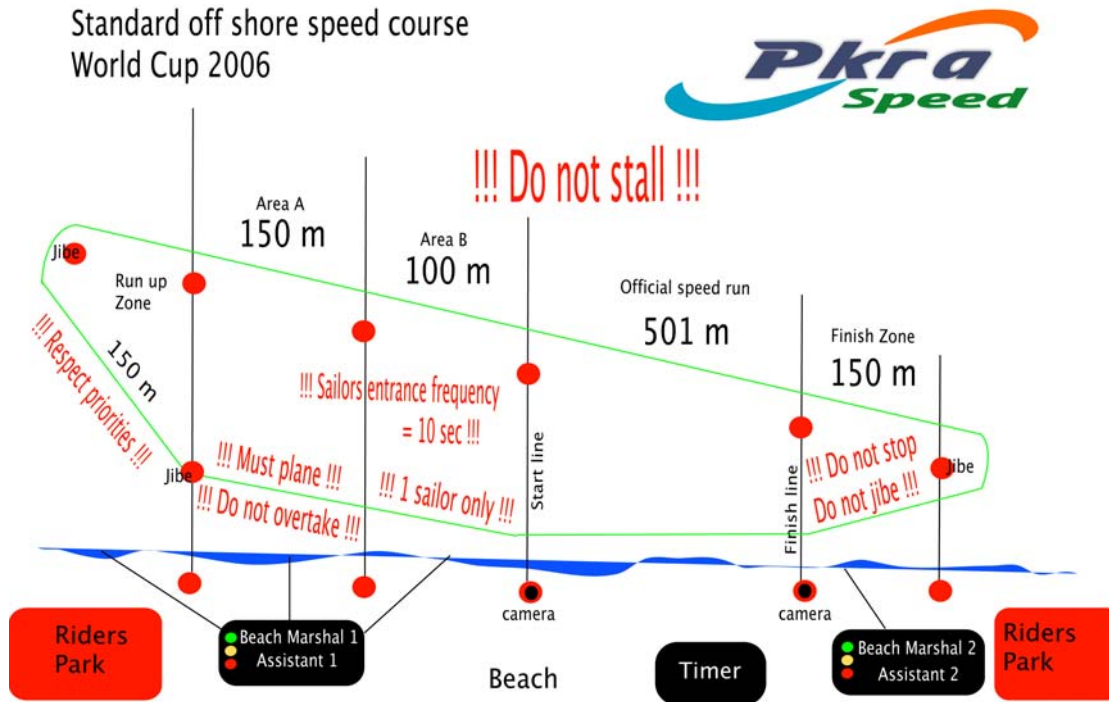 Standard off shore speed course
World Cup 2006
Pkra
Speed
!!! Do not stall !!!
Area A
150 m
Area B
100 m
Official speed run
501 m
Finish Zone
150 m
Jibe
Run up
Zone
150 m
!!! Respect priorities !!!
!!! Sailors entrance frequency
= 10 sec !!!
Jibe
!!! Must plane !!!
!!! Do not overtake !!!
!!! 1 sailor only !!!
Start line
Finish line
!!! Do not stop
Do not jibe !!!
Jibe
camera
camera
Riders
Park
Beach Marshal 1
Assistant 1
Beach
Timer
Beach Marshal 2
Assistant 2
Riders
Park